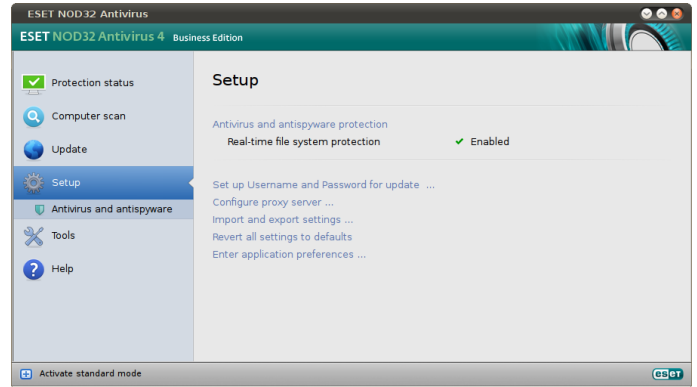 ESET NOD32 Antivirus
ESET NOD32 Antivirus 4 Business Edition
Protection status
Computer scan
Update
Setup
Antivirus and antispyware
Tools
Help
Setup
Antivirus and antispyware protection
Real-time file system protection Enabled
Set up Username and Password for update ...
Configure proxy server ...
Import and export settings ...
Revert all settings to defaults
Enter application preferences ...
Activate standard mode
eset